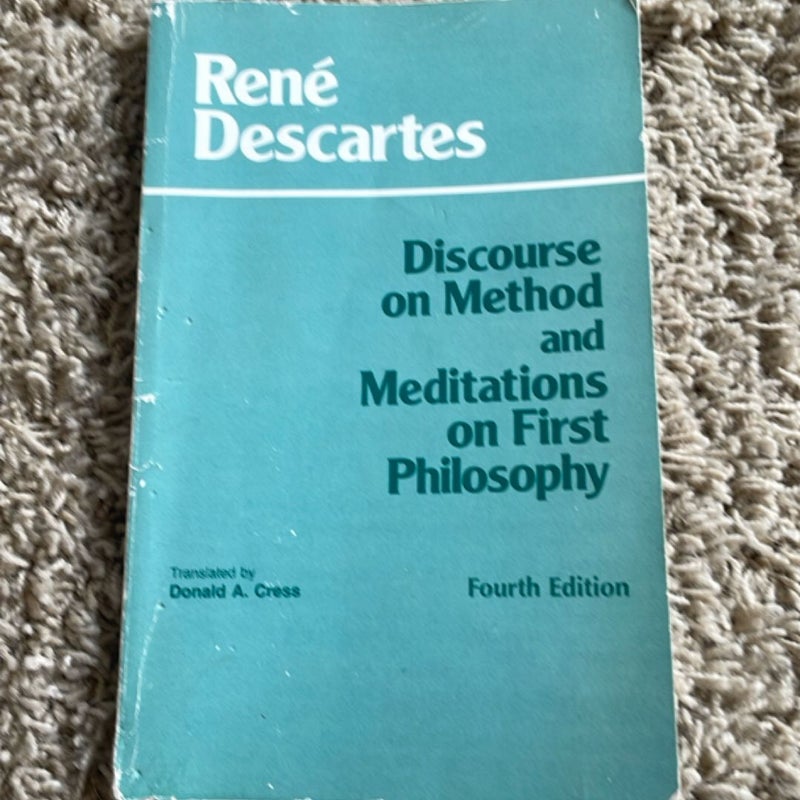 René
Descartes
Discourse
on Method
and
Meditations
on First
Philosophy
Translated by
Donald A. Cress
Fourth Edition